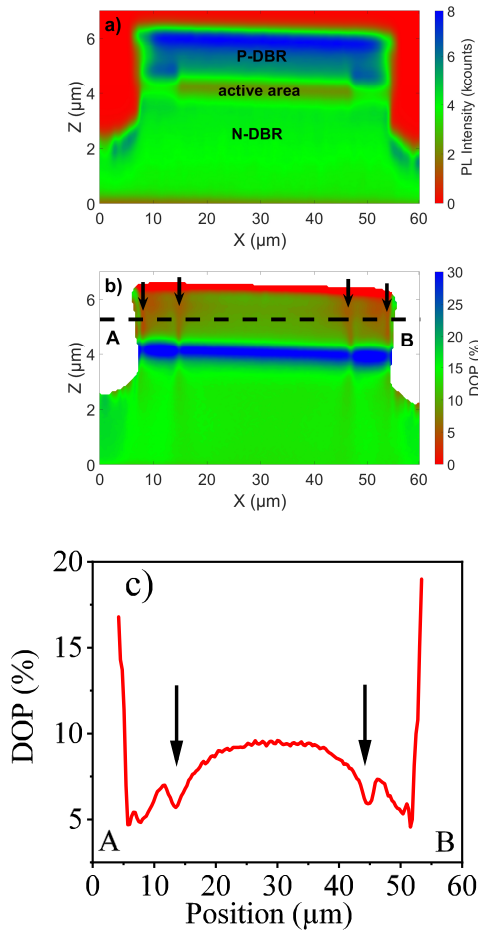 a)
P-DBR
active area
N-DBR
6
4
2
0
Z (µm)
0 10 20 30 40 50 60
X (µm)
8
6
4
2
0
PL Intensity (kcounts)
b)
A
B
6
4
2
0
Z (µm)
0 10 20 30 40 50 60
X (µm)
30
25
20
15
10
5
0
DOP (%)
c)
20
15
10
5
DOP (%)
A
B
0 10 20 30 40 50 60
Position (µm)